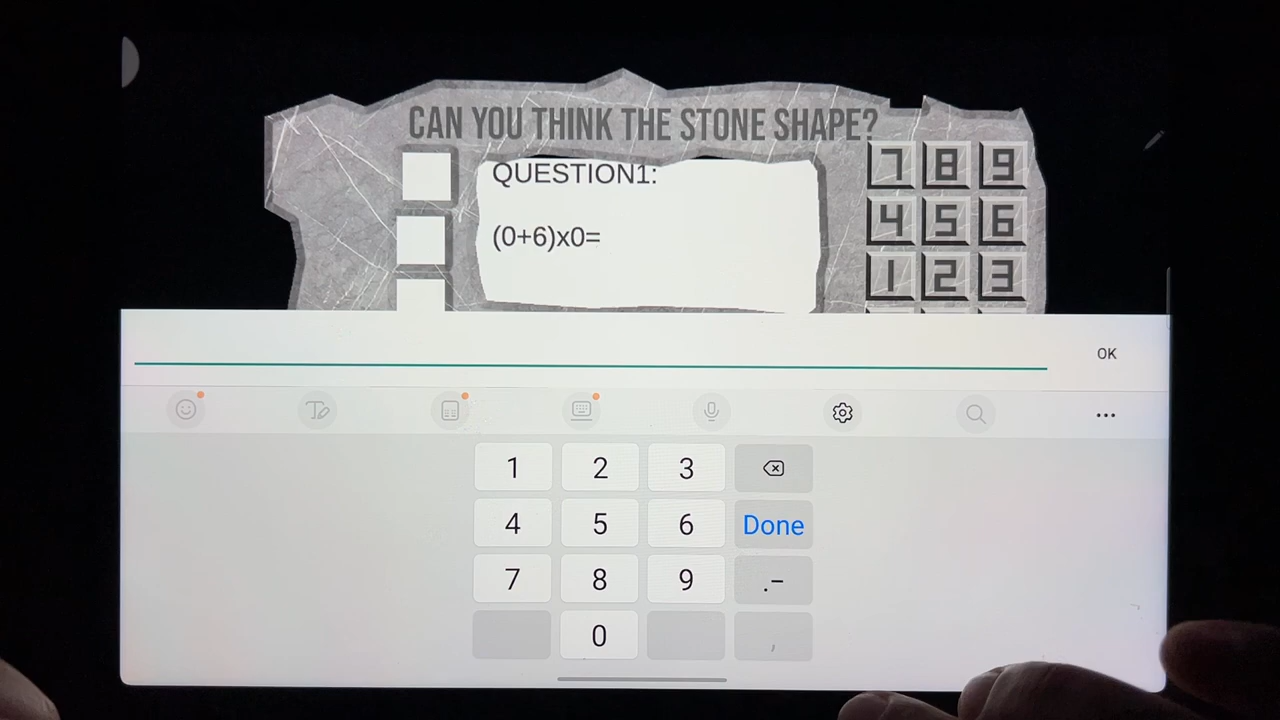 CAN YOU THINK THE STONE SHAPE?
QUESTION1:
(0+6)x0=
7 8 9
4 5 6
1 2 3
OK
1 2 3
4 5 6 Done
7 8 9 .-
0 ,